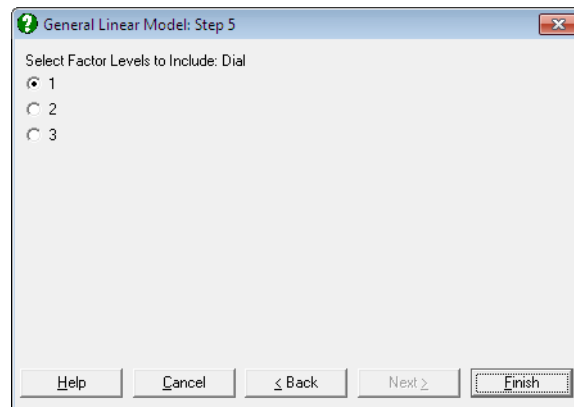 General Linear Model: Step 5
Select Factor Levels to Include: Dial
1
2
3
Help Cancel < Back Next > Finish